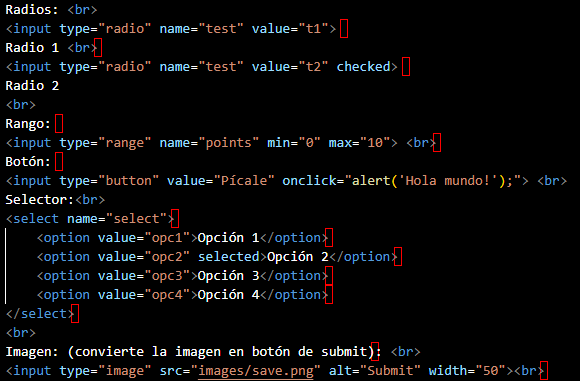 Radios: <br>
<input type="radio" name="test" value="t1">
Radio 1 <br>
<input type="radio" name="test" value="t2" checked>
Radio 2
<br>
Rango:
<input type="range" name="points" min="0" max="10"> <br>
Botón:
<input type="button" value="Pícale" onclick="alert('Hola mundo!');"> <br>
Selector:<br>
<select name="select">
    <option value="opc1">Opción 1</option>
    <option value="opc2" selected>Opción 2</option>
    <option value="opc3">Opción 3</option>
    <option value="opc4">Opción 4</option>
</select>
<br>
Imagen: (convierte la imagen en botón de submit): <br>
<input type="image" src="images/save.png" alt="Submit" width="50"><br>